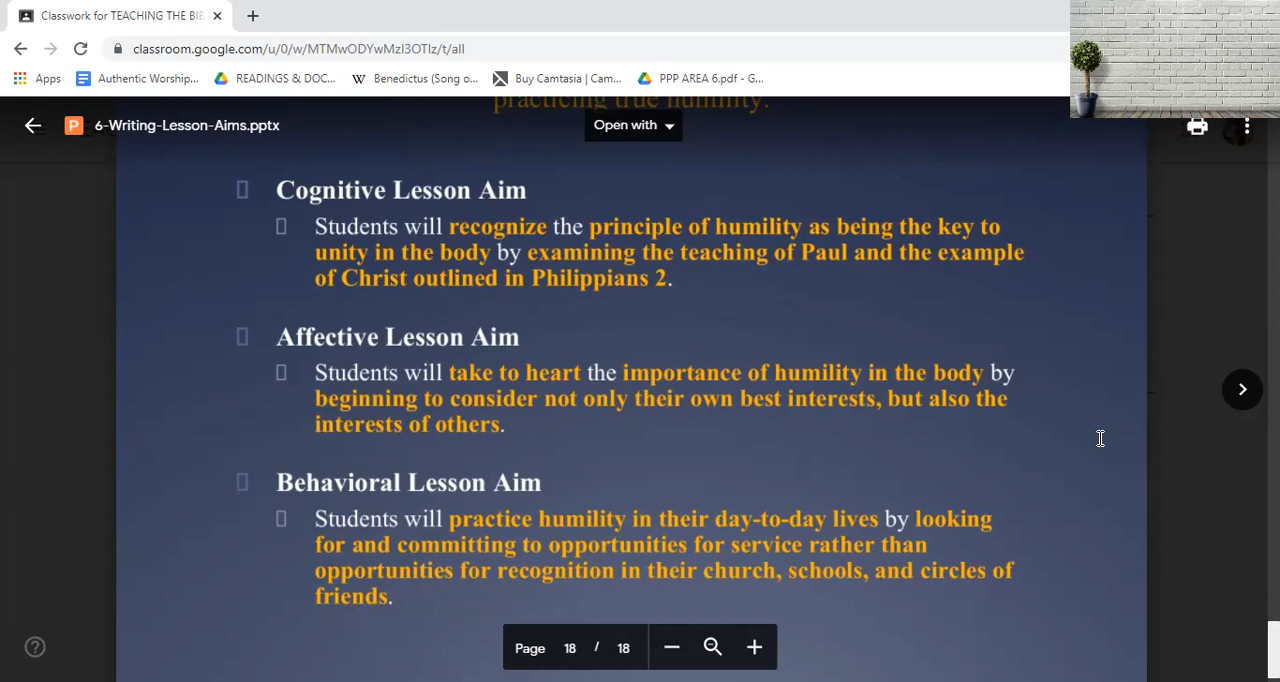 Classwork for TEACHING THE BIB
classroom.google.com/u/0/w/MTMwODYwMzI3OTIz/t/all
Apps
Authentic Worship...
READINGS & DOC...
Benedictus (Song o...
Buy Camtasia | Cam...
PPP AREA 6.pdf - G...
practicing true humility.
6-Writing-Lesson-Aims.pptx
Open with
Cognitive Lesson Aim
Students will recognize the principle of humility as being the key to
unity in the body by examining the teaching of Paul and the example
of Christ outlined in Philippians 2.
Affective Lesson Aim
Students will take to heart the importance of humility in the body by
beginning to consider not only their own best interests, but also the
interests of others.
Behavioral Lesson Aim
Students will practice humility in their day-to-day lives by looking
for and committing to opportunities for service rather than
opportunities for recognition in their church, schools, and circles of
friends.
Page 18 / 18